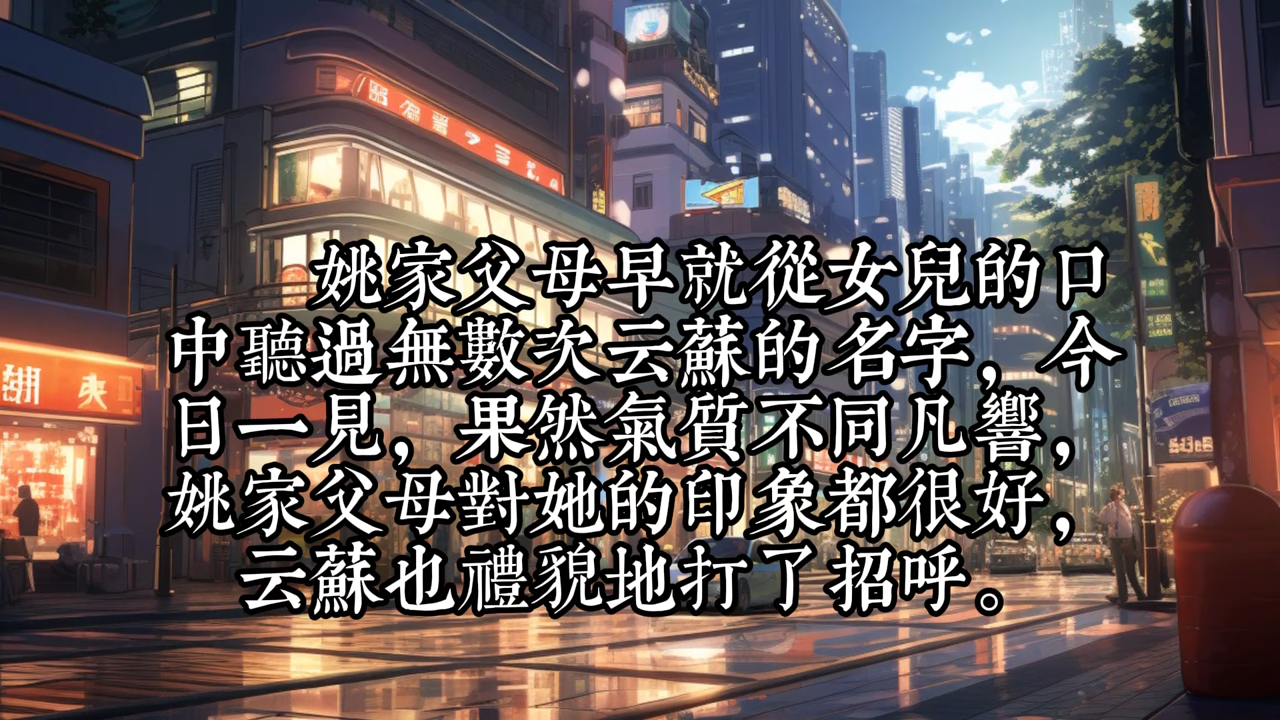 姚家父母早就從女兒的口
中聽過無數次云蘇的名字，今
日一見，果然氣質不同凡響，
姚家父母對她的印象都很好，
云蘇也禮貌地打了招呼。